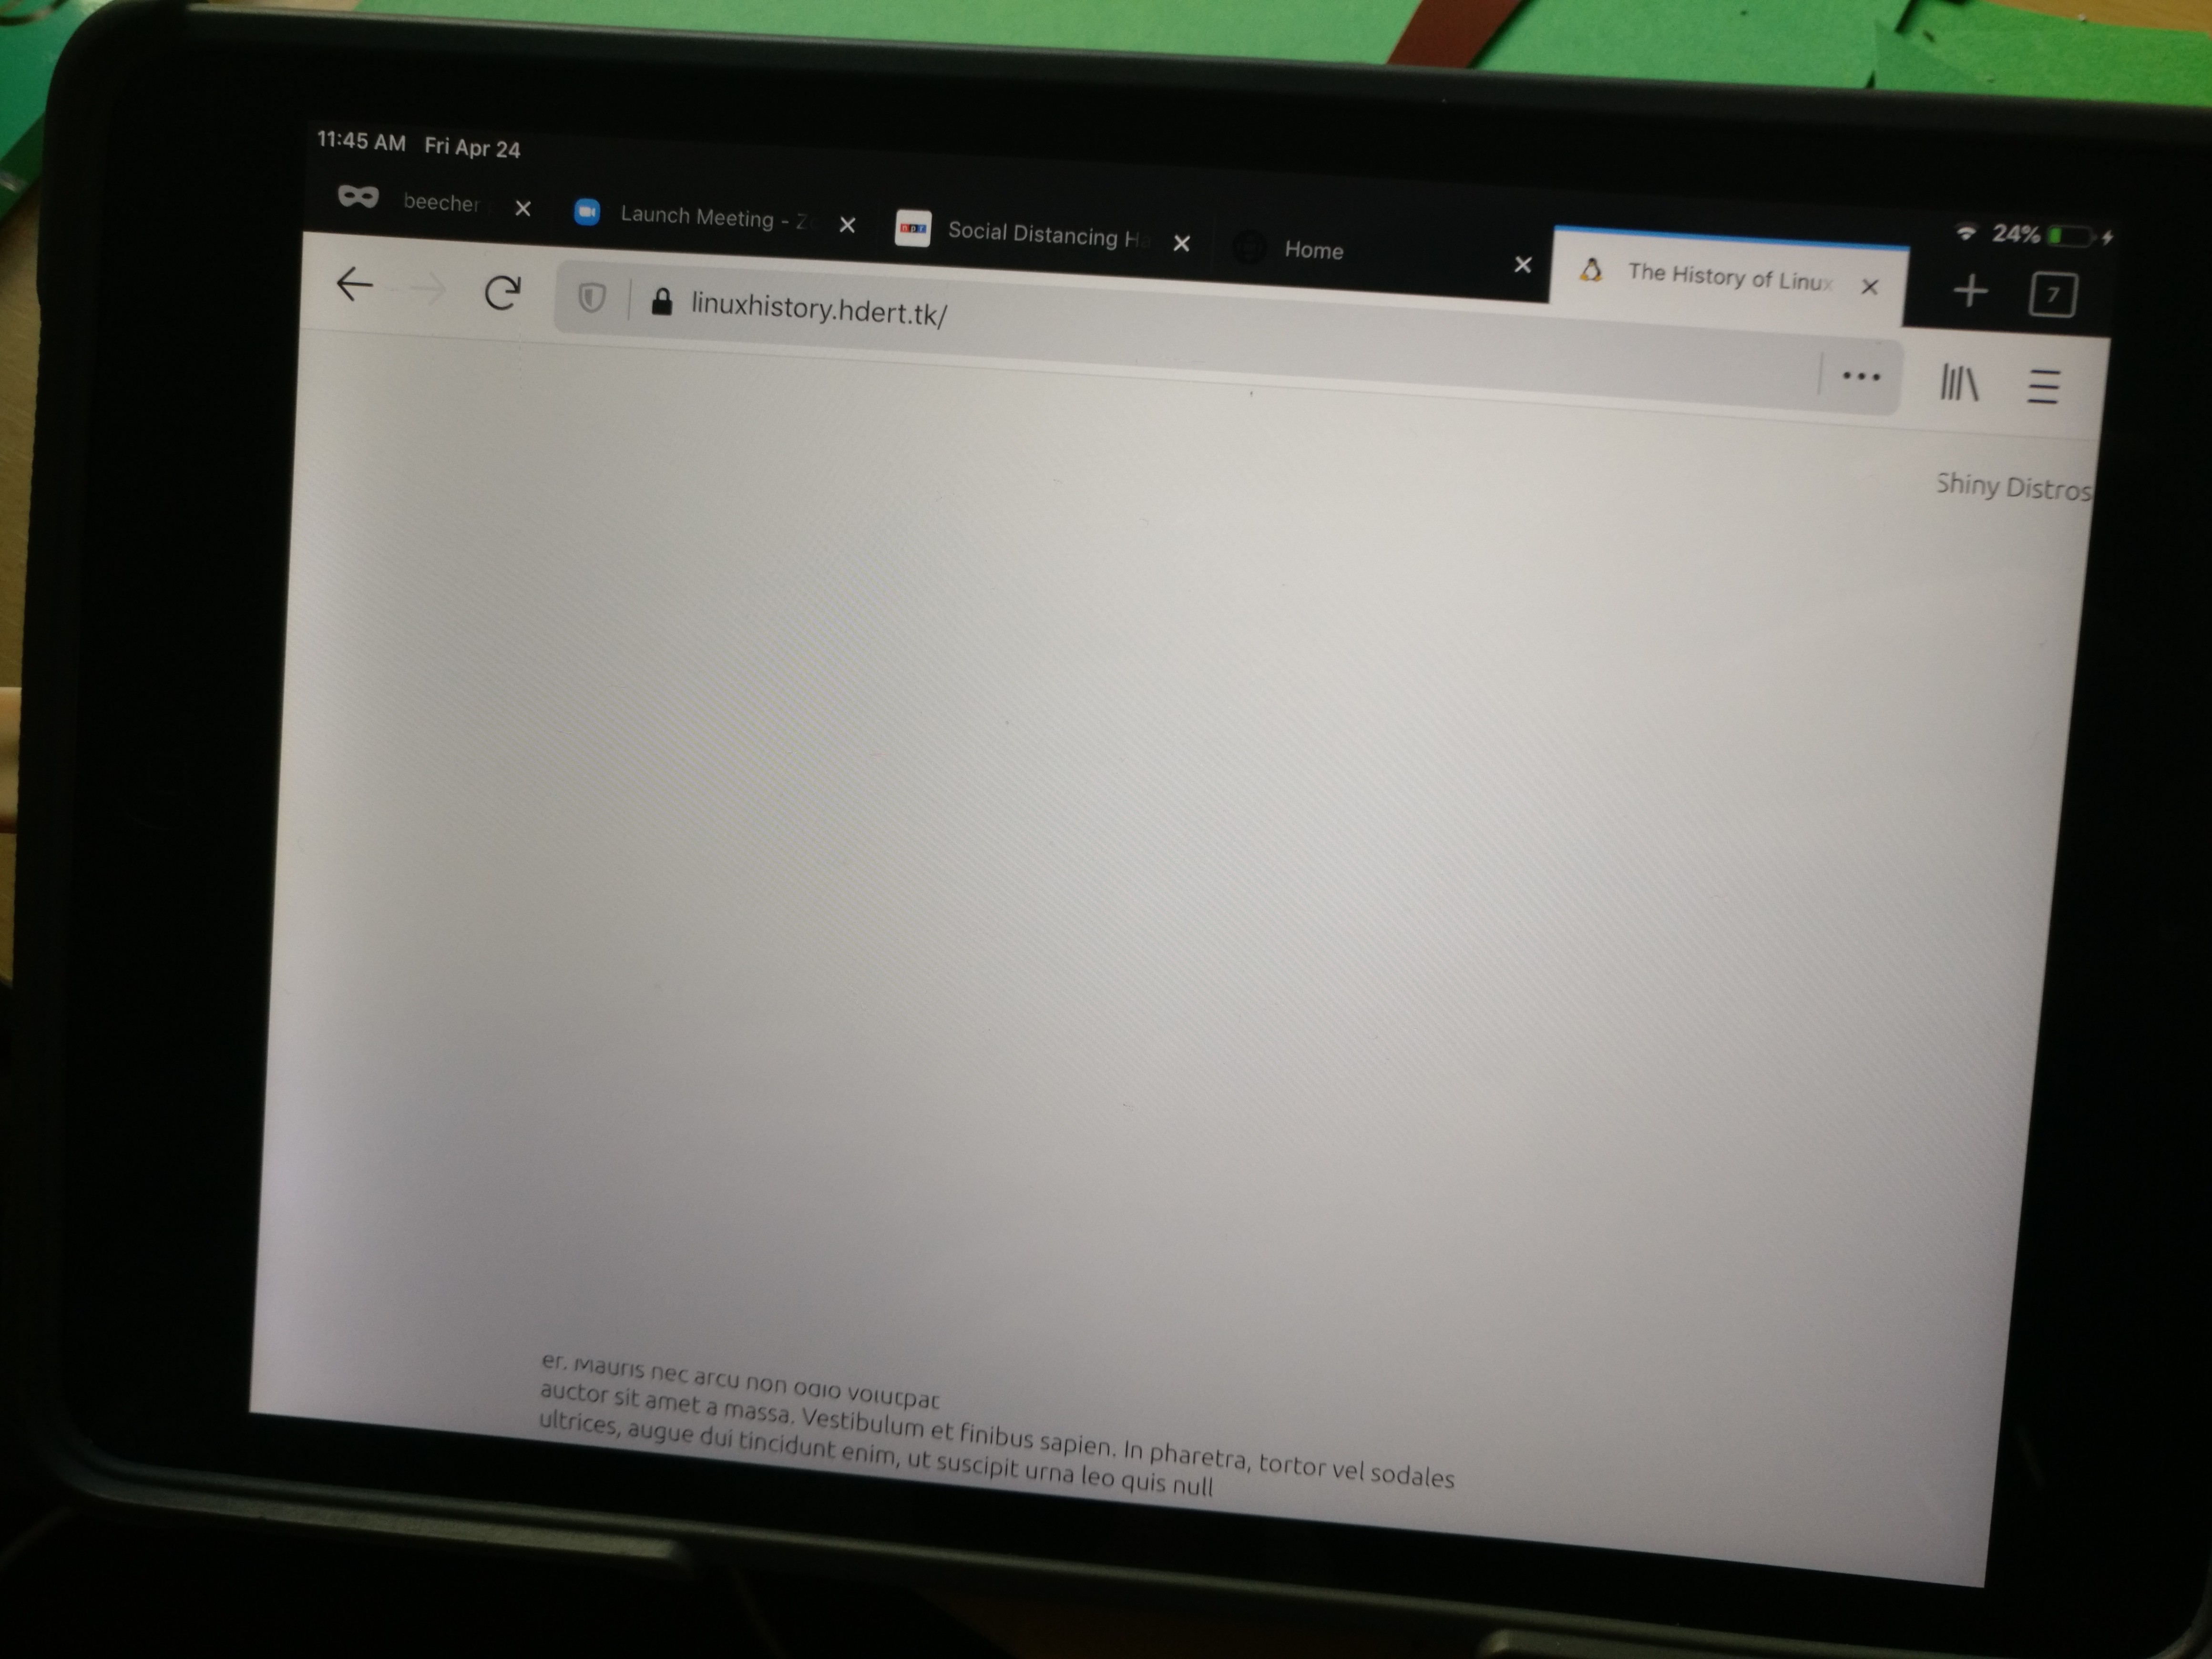 11:45 AM Fri Apr 24
24%
beecher
Launch Meeting - Z
npr
Social Distancing Ha
Home
The History of Linux
7
linuxhistory.hdert.tk/
Shiny Distros
er. Mauris nec arcu non odio volutpat
auctor sit amet a massa. Vestibulum et finibus sapien. In pharetra, tortor vel sodales
ultrices, augue dui tincidunt enim, ut suscipit urna leo quis null